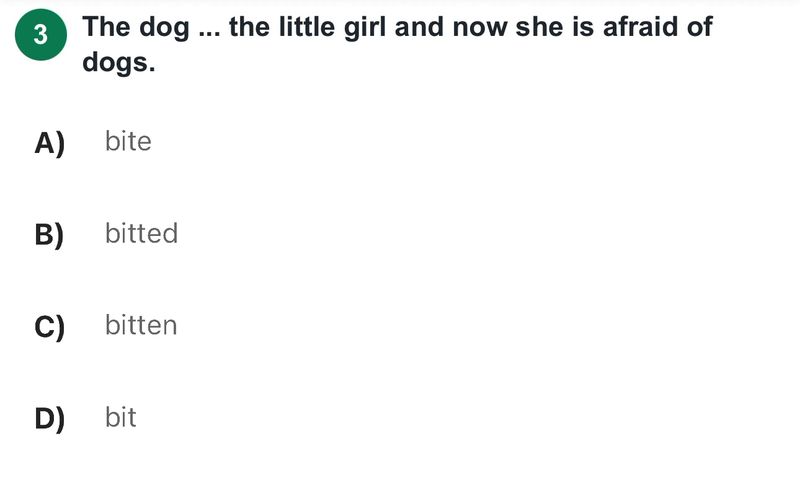 3 The dog ... the little girl and now she is afraid of
dogs.
A) bite
B) bitted
C) bitten
D) bit